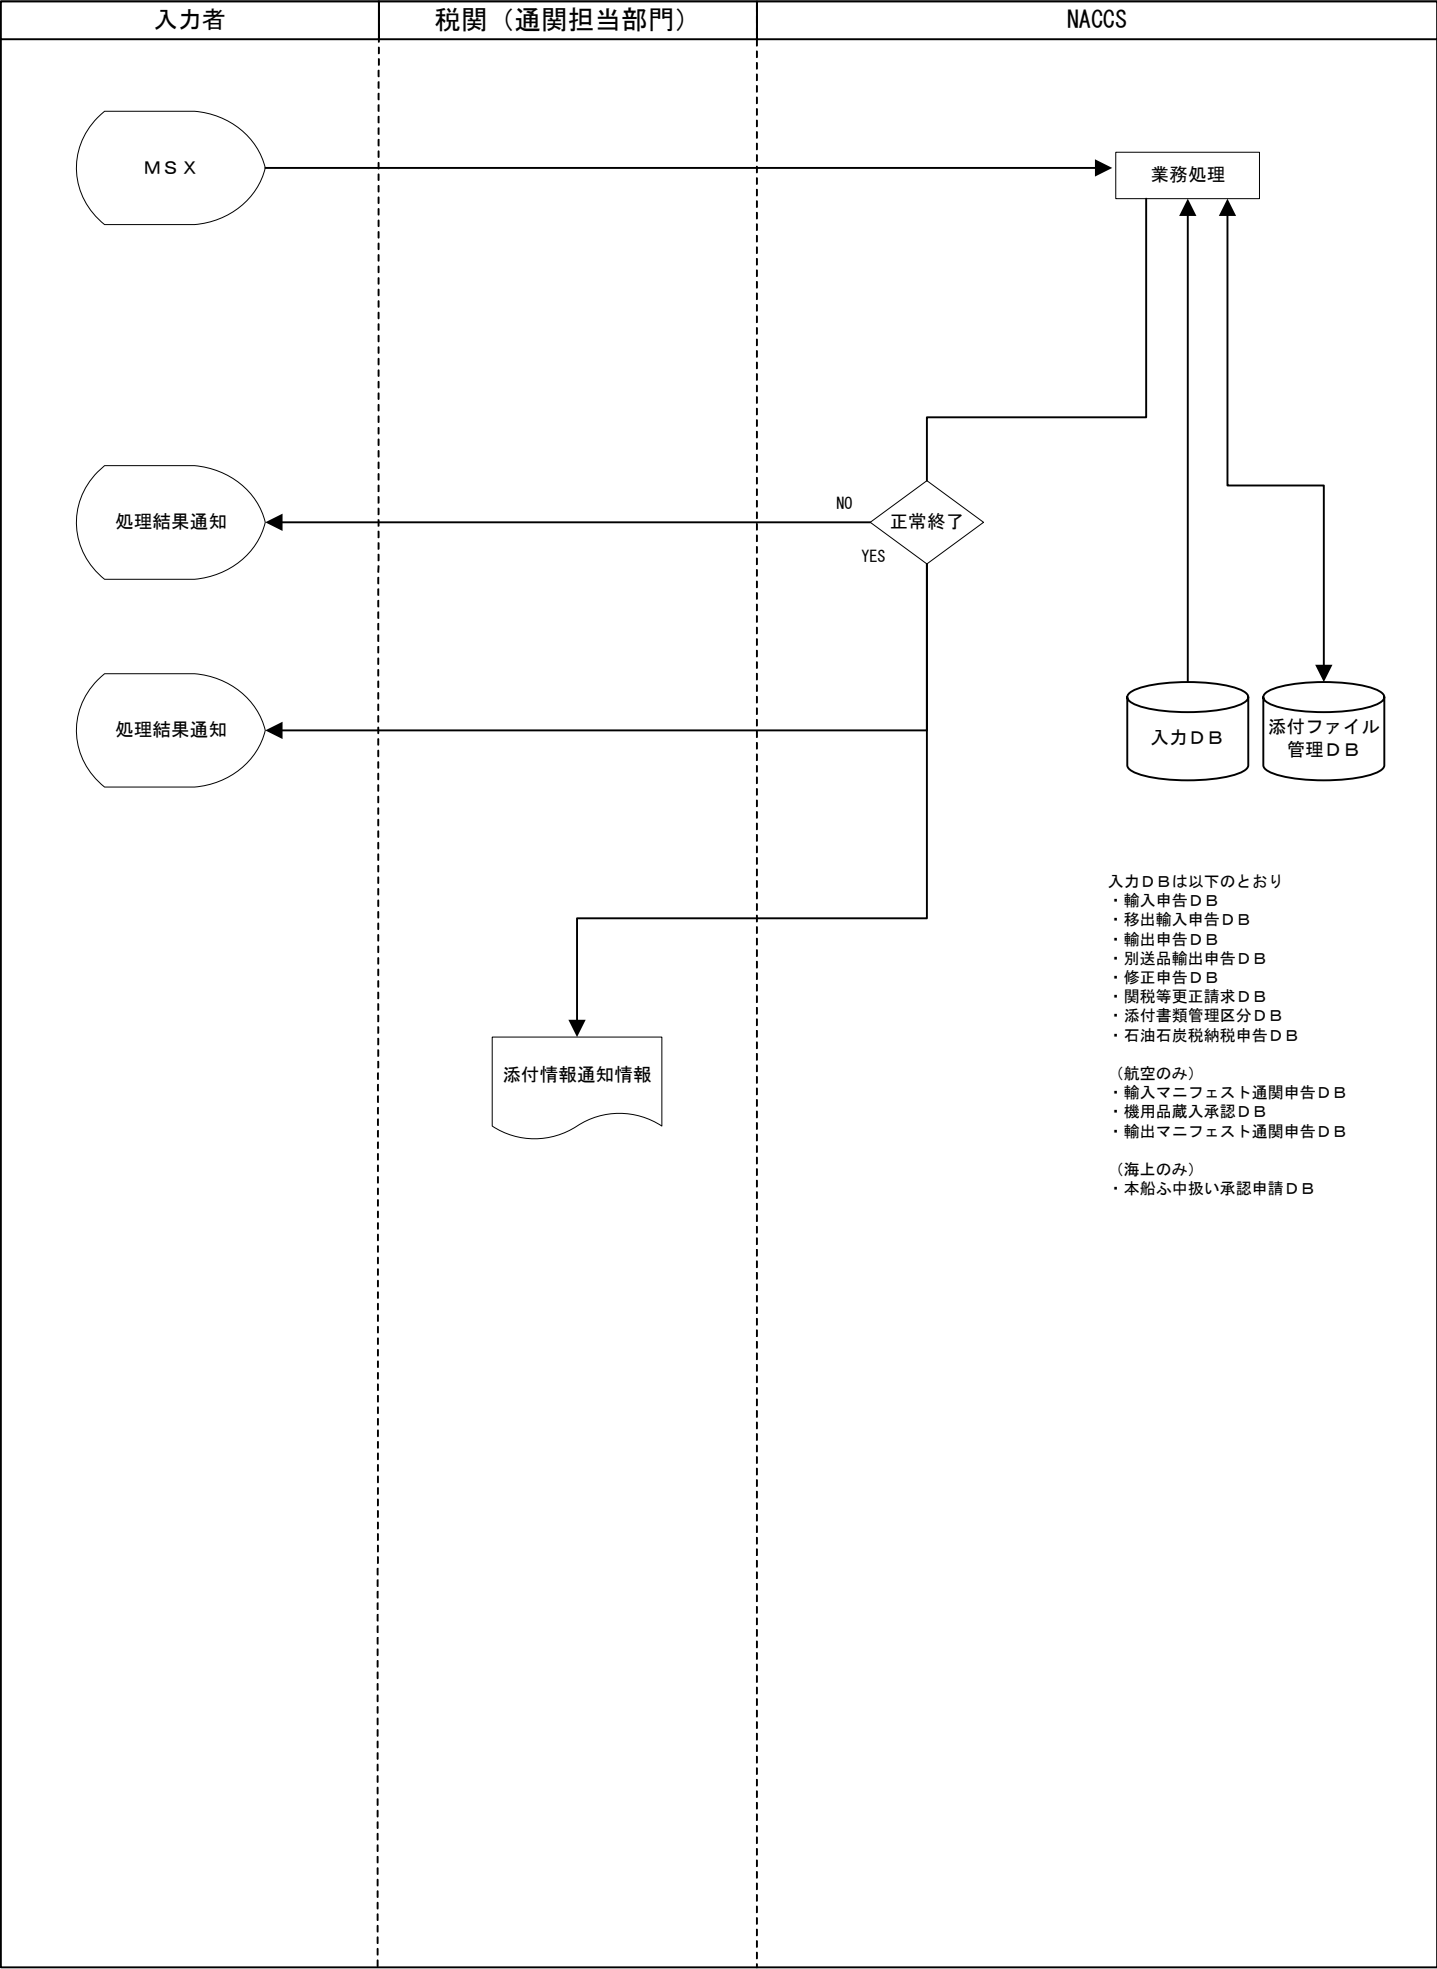 入力者
税関（通関担当部門）
NACCS
ＭＳＸ
業務処理
NO
正常終了
処理結果通知
YES
処理結果通知
入力ＤＢ
添付ファイル
管理ＤＢ
入力ＤＢは以下のとおり
・輸入申告ＤＢ
・移出輸入申告ＤＢ
・輸出申告ＤＢ
・別送品輸出申告ＤＢ
・修正申告ＤＢ
・関税等更正請求ＤＢ
・添付書類管理区分ＤＢ
・石油石炭税納税申告ＤＢ
（航空のみ）
・輸入マニフェスト通関申告ＤＢ
・機用品蔵入承認ＤＢ
・輸出マニフェスト通関申告ＤＢ
（海上のみ）
・本船ふ中扱い承認申請ＤＢ
添付情報通知情報